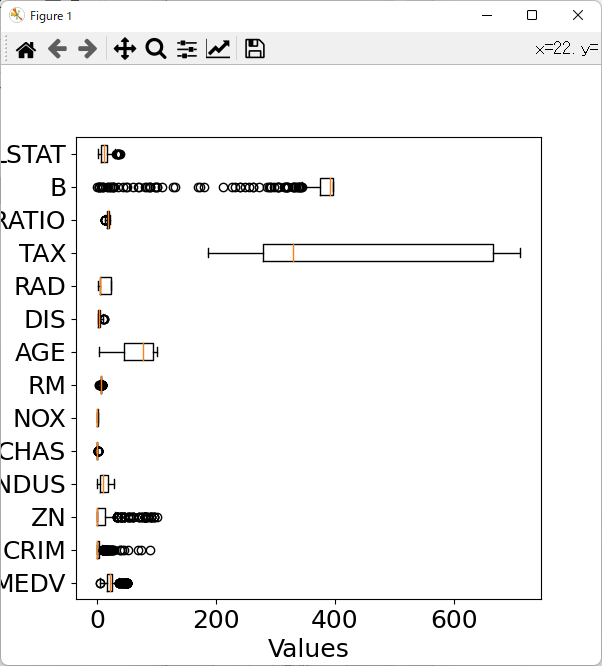 Figure 1
x=22. y=
LSTAT
B
RATIO
TAX
RAD
DIS
AGE
RM
NOX
CHAS
NDUS
ZN
CRIM
MEDV
0 200 400 600
Values